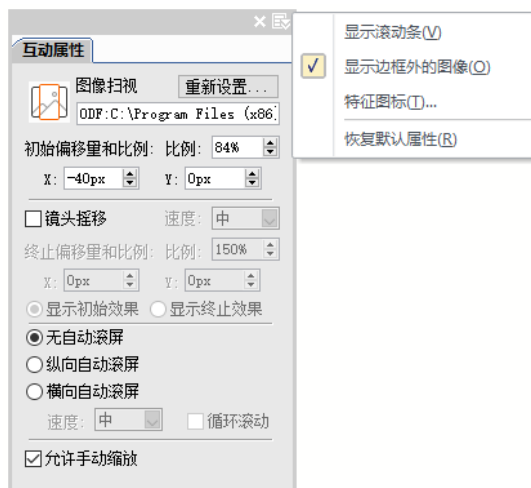 互动属性
图像扫视 重新设置...
ODF:C:\Program Files (x86)
初始偏移量和比例: 比例: 84%
X: -40px Y: 0px
镜头摇移 速度: 中
终止偏移量和比例: 比例: 150%
X: 0px Y: 0px
显示初始效果 显示终止效果
无自动滚屏
纵向自动滚屏
横向自动滚屏
速度: 中 循环滚动
允许手动缩放
显示滚动条(V)
显示边框外的图像(O)
特征图标(T)...
恢复默认属性(R)